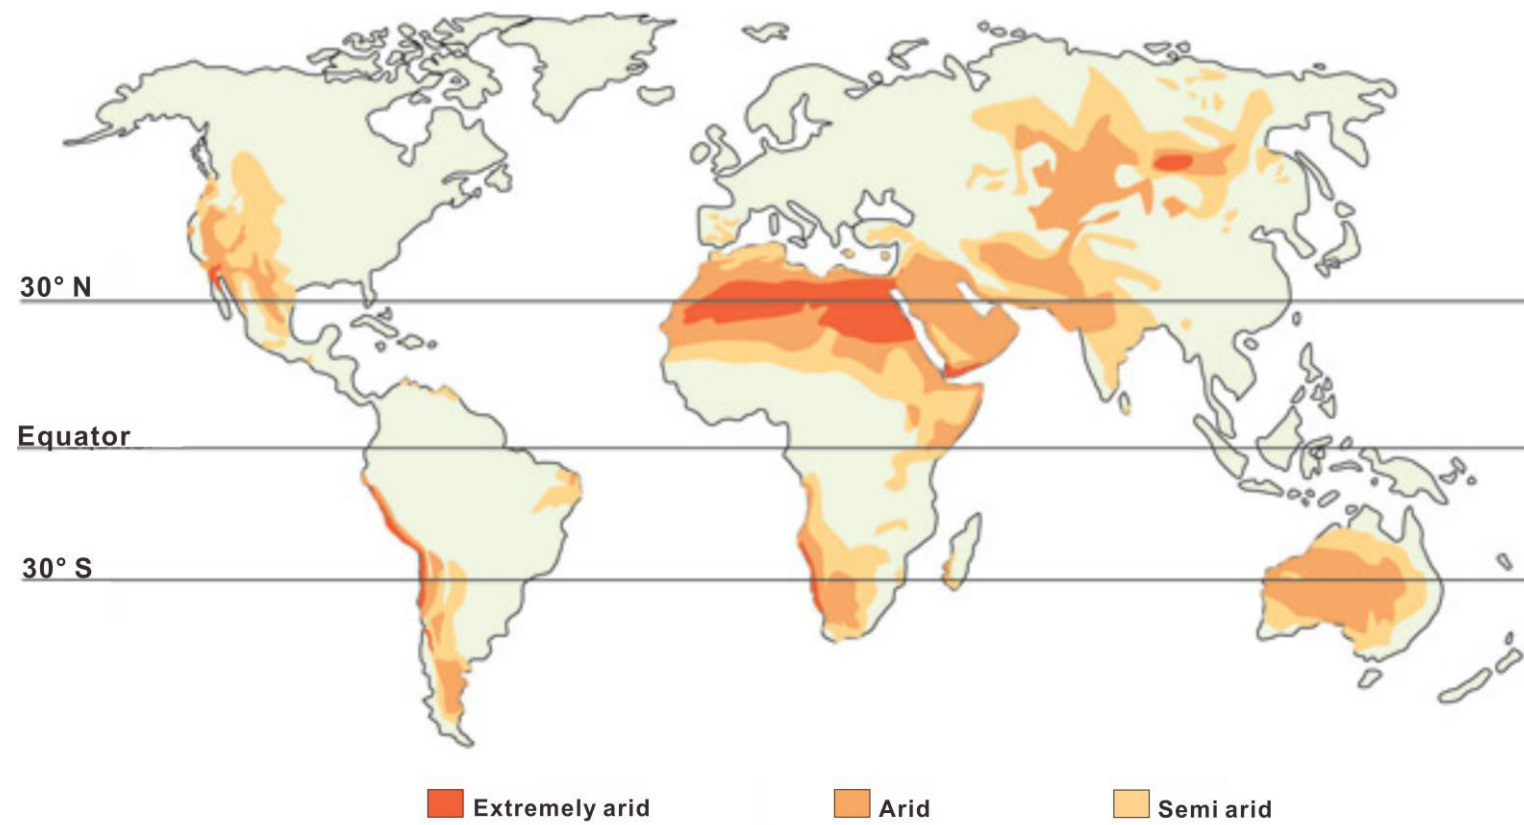 30° N
Equator
30° S
Extremely arid
Arid
Semi arid